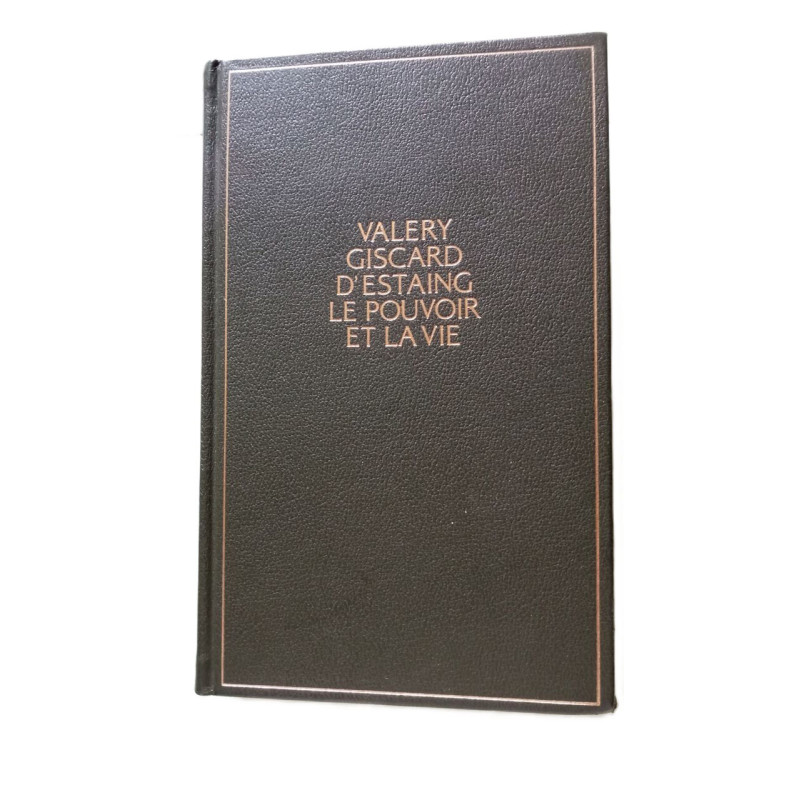 VALERY
GISCARD
D'ESTAING
LE POUVOIR
ET LA VIE